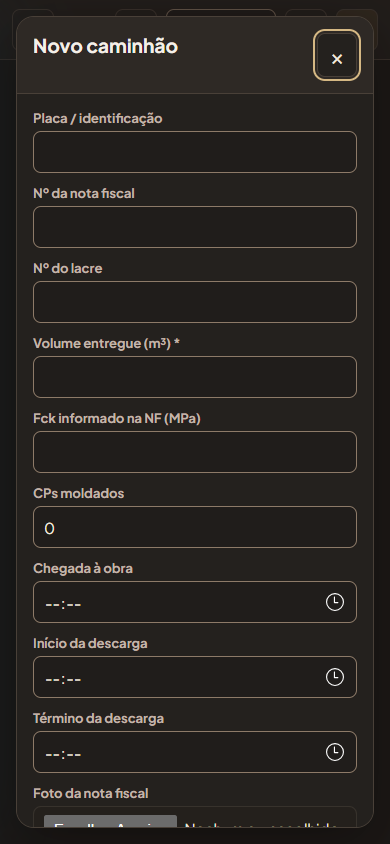 Novo caminhão
×
Placa / identificação
Nº da nota fiscal
Nº do lacre
Volume entregue (m³) *
Fck informado na NF (MPa)
CPs moldados
0
Chegada à obra
--:--
Início da descarga
--:--
Término da descarga
--:--
Foto da nota fiscal